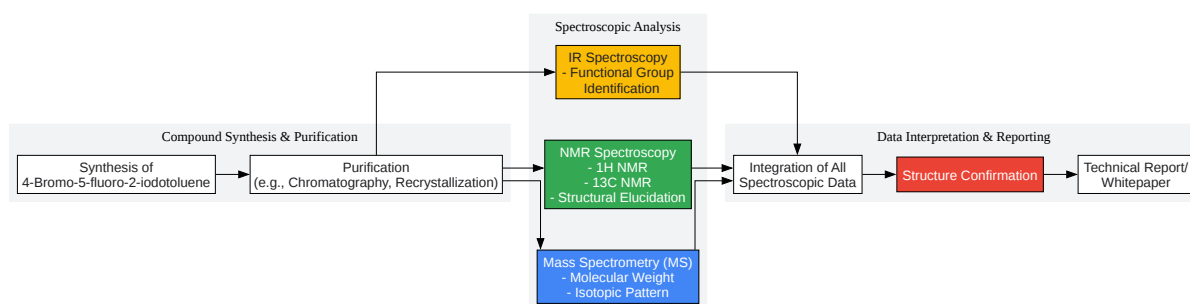 Spectroscopic Analysis
IR Spectroscopy
- Functional Group
Identification
Compound Synthesis & Purification
Synthesis of
4-Bromo-5-fluoro-2-iodotoluene
Purification
(e.g., Chromatography, Recrystallization)
NMR Spectroscopy
- 1H NMR
- 13C NMR
- Structural Elucidation
Mass Spectrometry (MS)
- Molecular Weight
- Isotopic Pattern
Data Interpretation & Reporting
Integration of All
Spectroscopic Data
Structure Confirmation
Technical Report/
Whitepaper